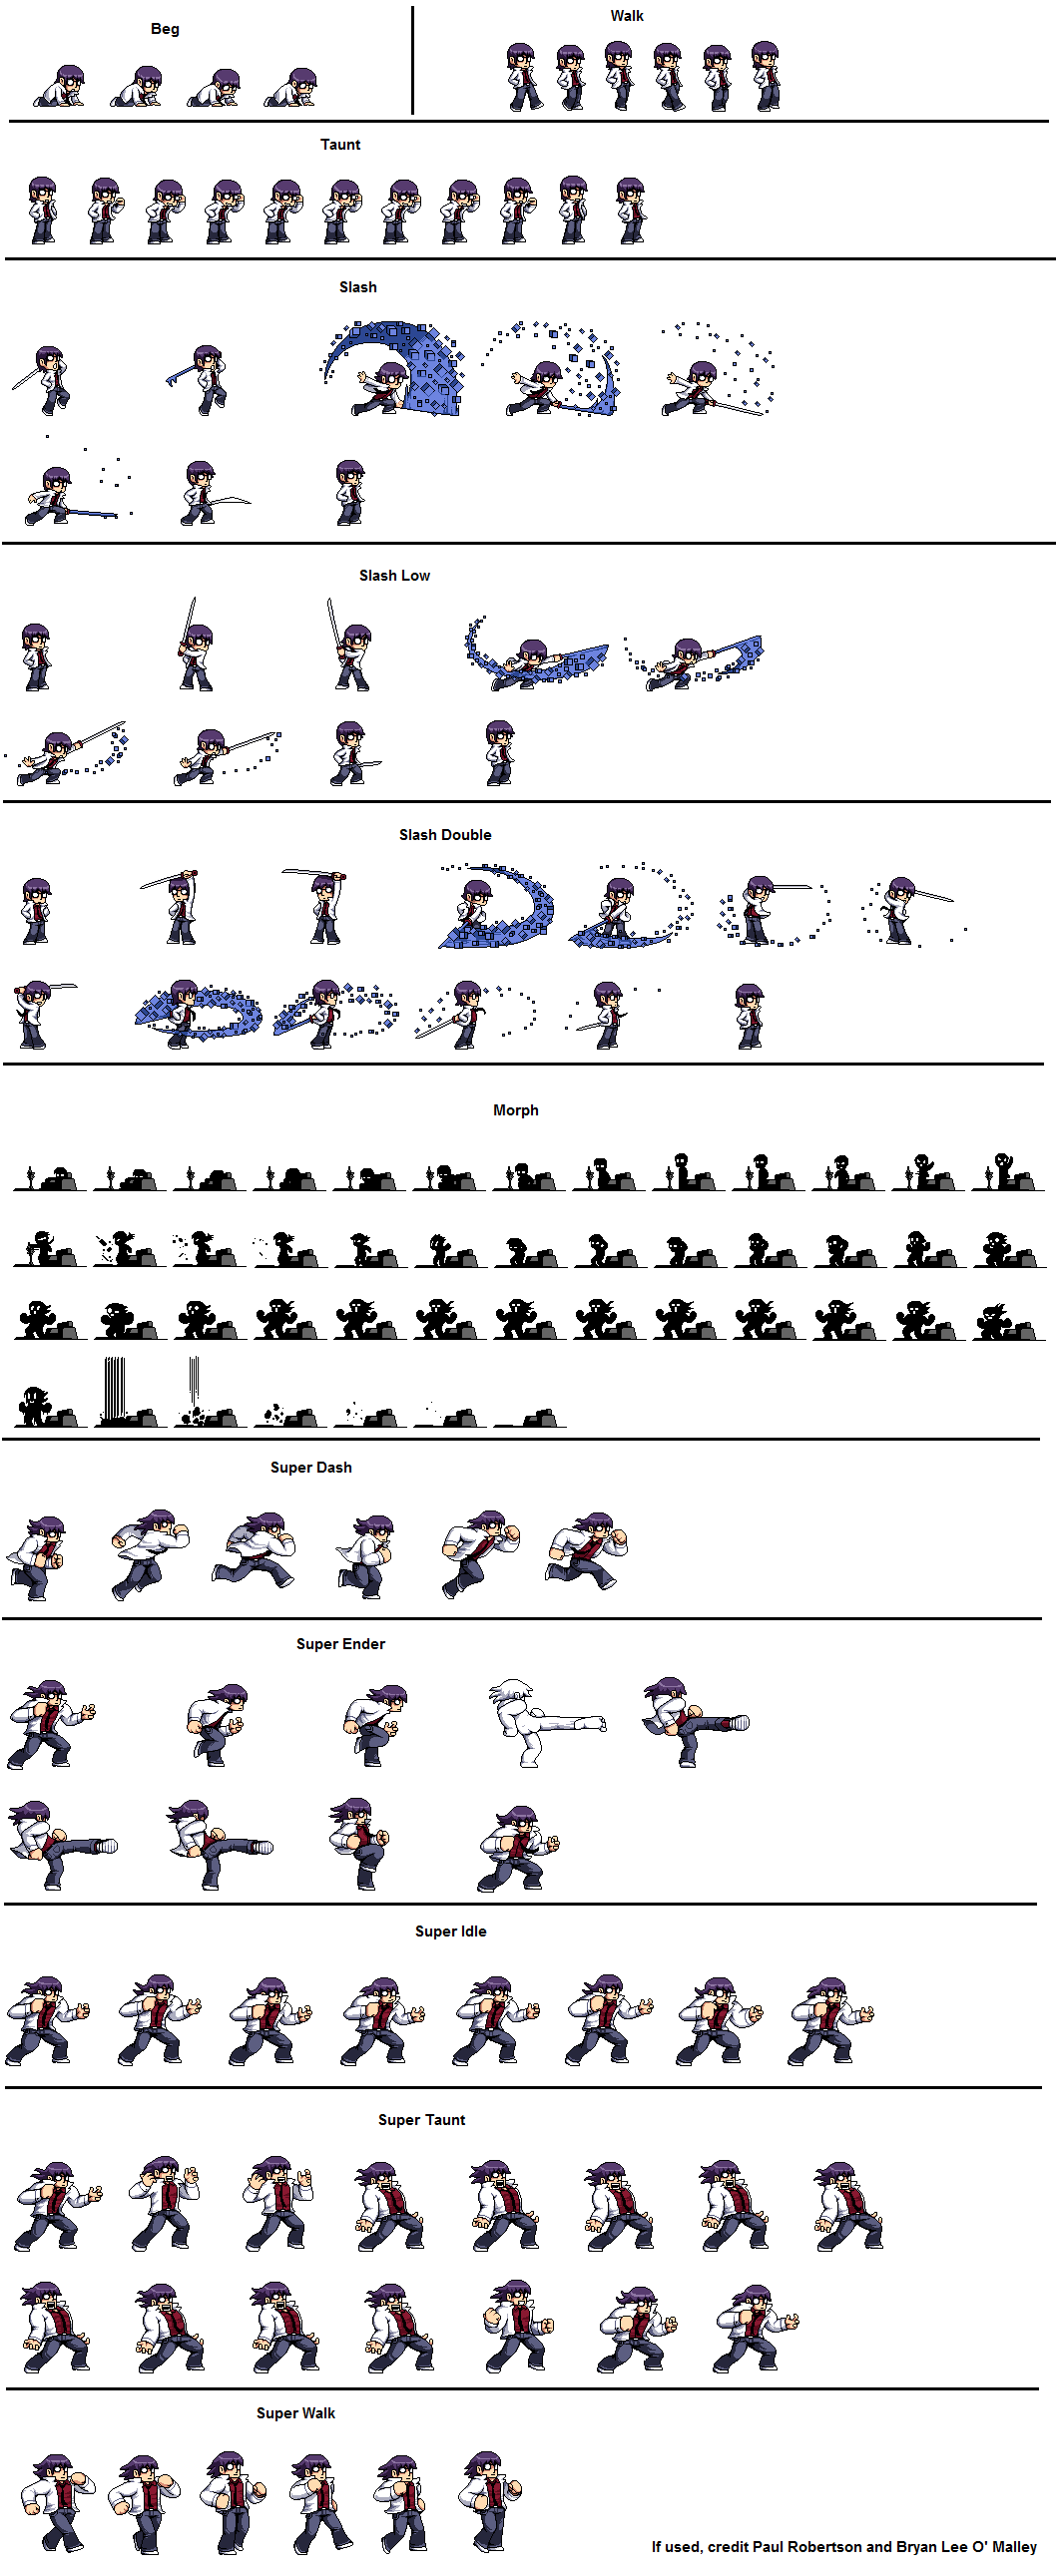 Beg
Walk
Taunt
Slash
Slash Low
Slash Double
Morph
Super Dash
Super Ender
Super Idle
Super Taunt
Super Walk
If used, credit Paul Robertson and Bryan Lee O' Malley